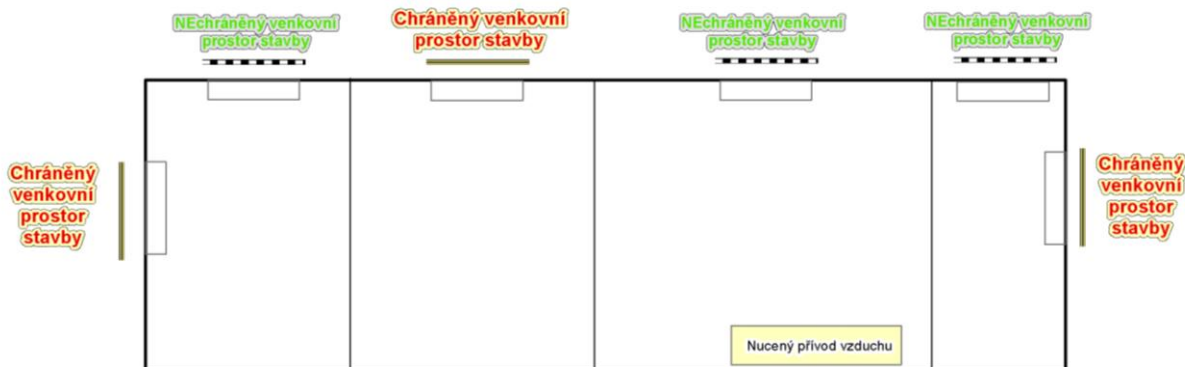 NEchráněný venkovní
prostor stavby
Chráněný venkovní
prostor stavby
NEchráněný venkovní
prostor stavby
NEchráněný venkovní
prostor stavby
Chráněný
venkovní
prostor
stavby
Chráněný
venkovní
prostor
stavby
Nucený přívod vzduchu